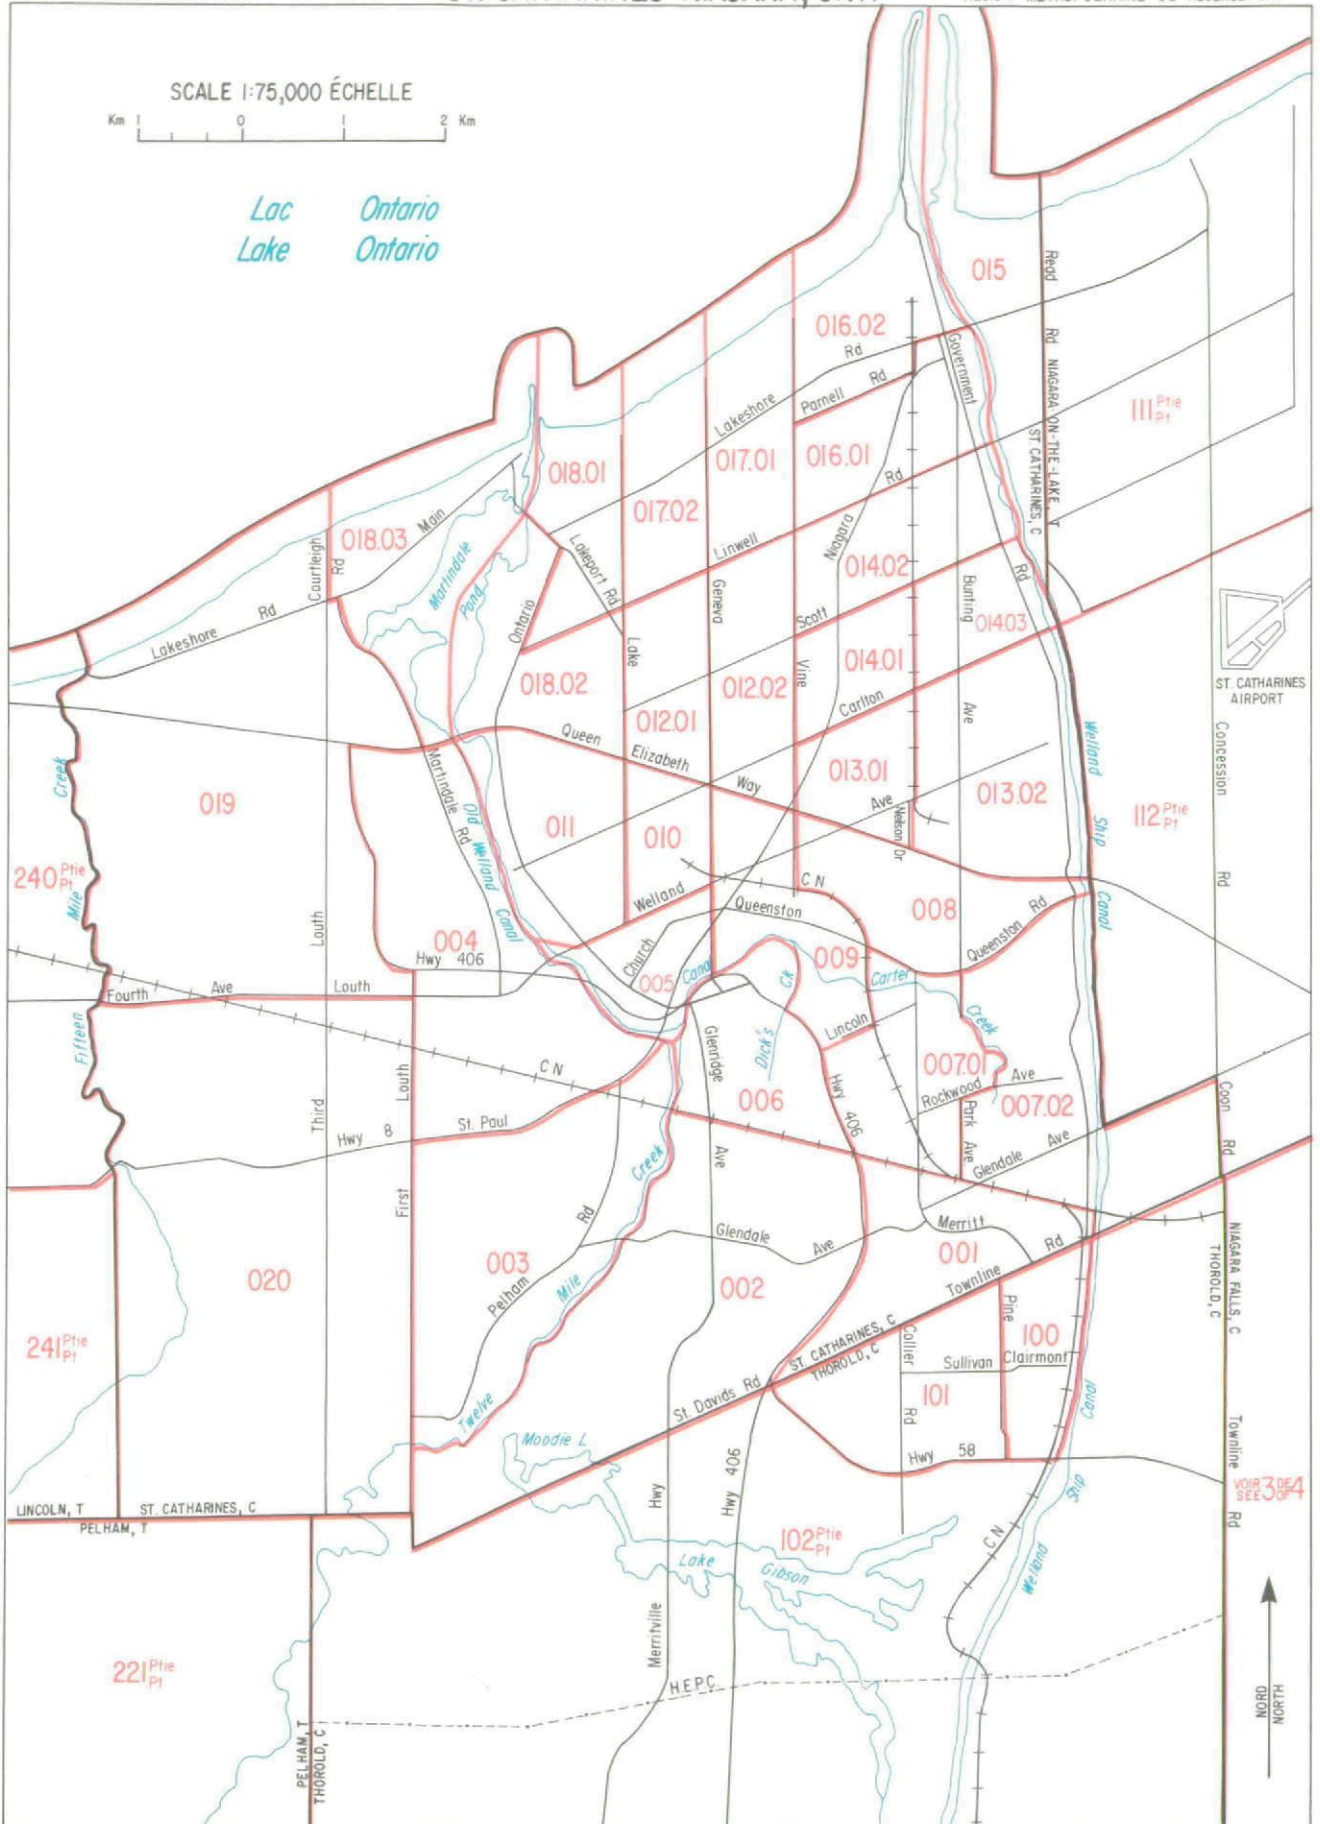 SCALE 1:75,000 ÉCHELLE
Km 1 0 1 2 Km
Lac Ontario
Lake Ontario
015
Read Rd
016.02
Lakeshore Rd
Parnell Rd
Government Rd
NIAGARA-ON-THE-LAKE, T
ST. CATHARINES, C
111 Ptie
Pt
018.01
017.01
016.01
017.02
018.03
Main
Courtleigh Rd
Martindale Pond
Lakeport Rd
Linwell Rd
Niagara
014.02
Geneva
Ontario
Scott
Bunting Ave
014.03
Lakeshore Rd
Lake
018.02
012.02
Vine
014.01
ST. CATHARINES
AIRPORT
012.01
Carlton
Queen Elizabeth Way
Martindale Rd
Concession Rd
Welland Ship Canal
013.01
013.02
019
Old Welland Canal
011
010
Ave
Neilson Dr
112 Ptie
Pt
240 Ptie
Pt
Fifteen Mile Creek
Welland
CN
Queenston
008
Queenston Rd
004
Hwy 406
Church
005
Canal
009
Carter Creek
Louth
Fourth Ave Louth
Glenridge Ave
Dick's Ck
Lincoln
CN
006
Hwy 406
007.01
Rockwood Ave
007.02
Park Ave
Glendale Ave
Coon Rd
Third
Hwy 8
St. Paul
First Louth
Creek
003
Pelham Rd
Glendale Ave
Merritt
001
Townline Rd
020
002
Mile
Twelve
NIAGARA FALLS, C
THOROLD, C
241 Ptie
Pt
ST. CATHARINES, C
THOROLD, C
Collier Rd
Pine
100
Sullivan
Clairmont
101
St. Davids Rd
Canal
Moodie L
Hwy 58
Hwy 406
Hwy
Ship
Townline Rd
VOIR 3 DE 4
SEE 3 OF 4
LINCOLN, T
ST. CATHARINES, C
PELHAM, T
102 Ptie
Pt
Lake Gibson
CN
Welland
Merritville
221 Ptie
Pt
H.E.P.C.
PELHAM, T
THOROLD, C
NORD
NORTH